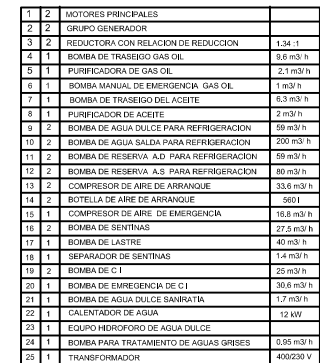 1 2 MOTORES PRINCIPALES
2 2 GRUPO GENERADOR
3 2 REDUCTORA CON RELACION DE REDUCCION 1.34 :1
4 1 BOMBA DE TRASEIGO GAS OIL 9,6 m3/ h
5 1 PURIFICADORA DE GAS OIL 2.1 m3/ h
6 1 BOMBA MANUAL DE EMERGENCIA GAS OIL 1 m3/ h
7 1 BOMBA DE TRASEIGO DEL ACEITE 6,3 m3/ h
8 1 PURIFICADOR DE ACEITE 2 m3/ h
9 2 BOMBA DE AGUA DULCE PARA REFRIGERACION 59 m3/ h
10 2 BOMBA DE AGUA SALDA PARA REFRIGERACION 200 m3/ h
11 2 BOMBA DE RESERVA A.D PARA REFRIGERACION 59 m3/ h
12 2 BOMBA DE RESERVA A.S PARA REFRIGERACION 80 m3/ h
13 2 COMPRESOR DE AIRE DE ARRANQUE 33,6 m3/ h
14 2 BOTELLA DE AIRE DE ARRANQUE 560 l
15 1 COMPRESOR DE AIRE DE EMERGENCIA 16.8 m3/ h
16 2 BOMBA DE SENTINAS 27,5 m3/ h
17 1 BOMBA DE LASTRE 40 m3/ h
18 1 SEPARADOR DE SENTINAS 1.4 m3/ h
19 2 BOMBA DE C I 25 m3/ h
20 1 BOMBA DE EMREGENCIA DE C I 30,6 m3/ h
21 1 BOMBA DE AGUA DULCE SANIRATIA 1.7 m3/ h
22 1 CALENTADOR DE AGUA 12 kW
23 1 EQUPO HIDROFORO DE AGUA DULCE
24 1 BOMBA PARA TRATAMIENTO DE AGUAS GRISES 0,95 m3/ h
25 1 TRANSFORMADOR 400/230 V